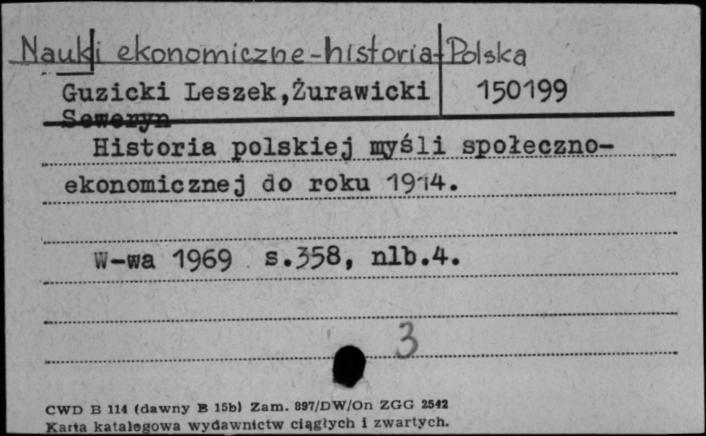 Nauki ekonomiczne-historia-Polska
Guzicki Leszek,Żurawicki 150199
Seweryn
Historia polskiej myśli społeczno-
ekonomicznej do roku 1914.
W-wa 1969 s.358, nlb.4.
3
CWD B 114 (dawny B 15b) Zam. 897/DW/On ZGG 2542
Karta katalogowa wydawnictw ciągłych i zwartych.